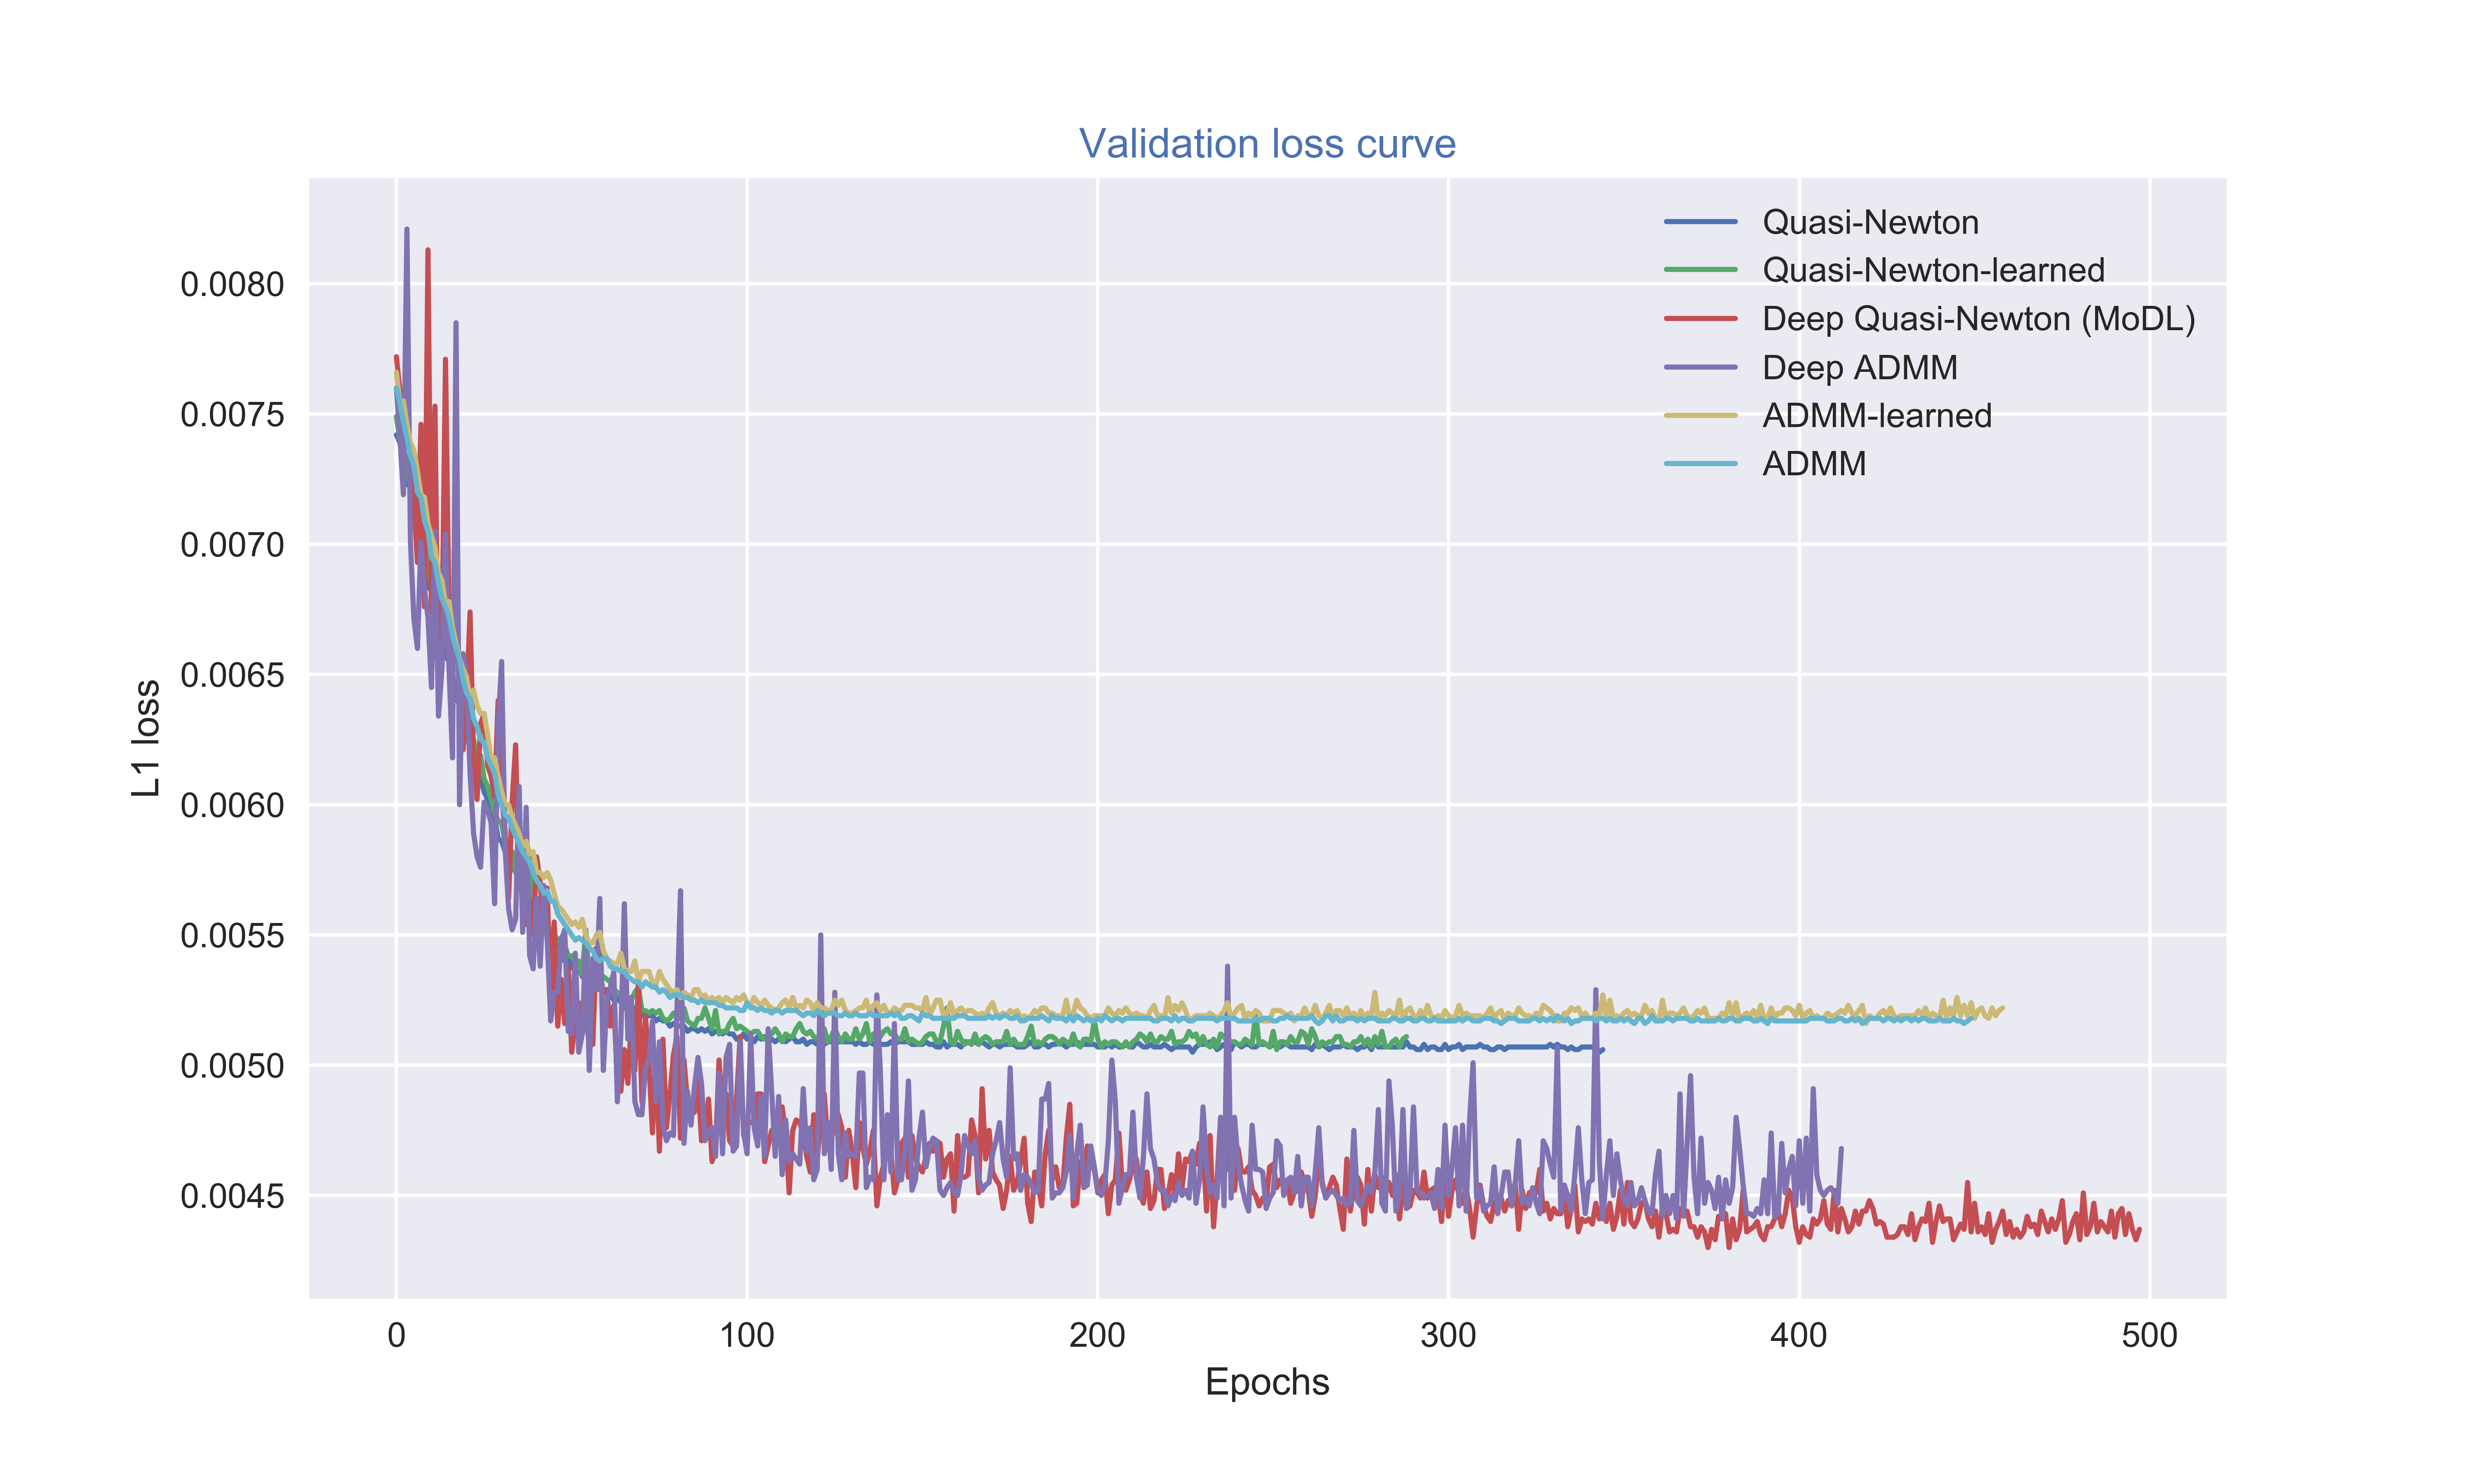 Validation loss curve
Quasi-Newton
Quasi-Newton-learned
Deep Quasi-Newton (MoDL)
Deep ADMM
ADMM-learned
ADMM
0.0080
0.0075
0.0070
0.0065
0.0060
0.0055
0.0050
0.0045
L1 loss
0 100 200 300 400 500
Epochs